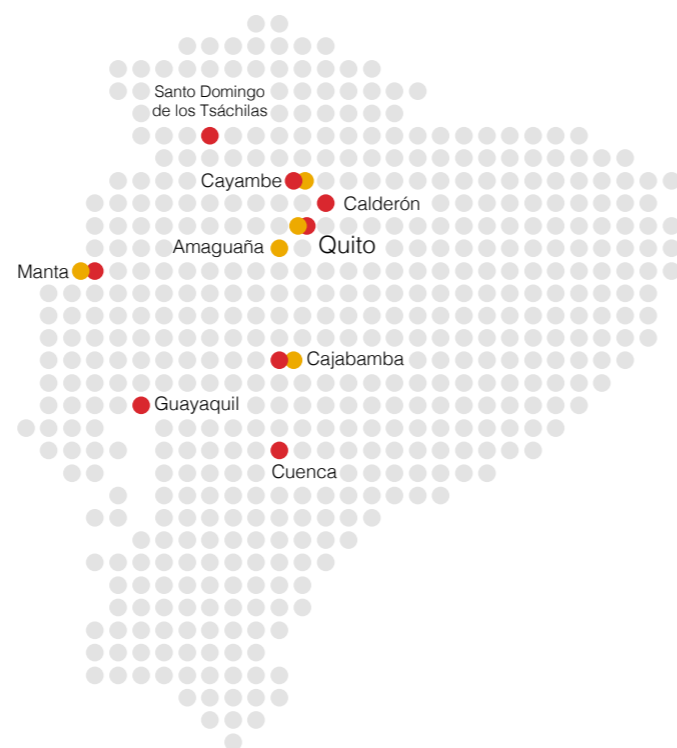 Santo Domingo
de los Tsáchilas
Cayambe
Calderón
Quito
Amaguaña
Manta
Cajabamba
Guayaquil
Cuenca